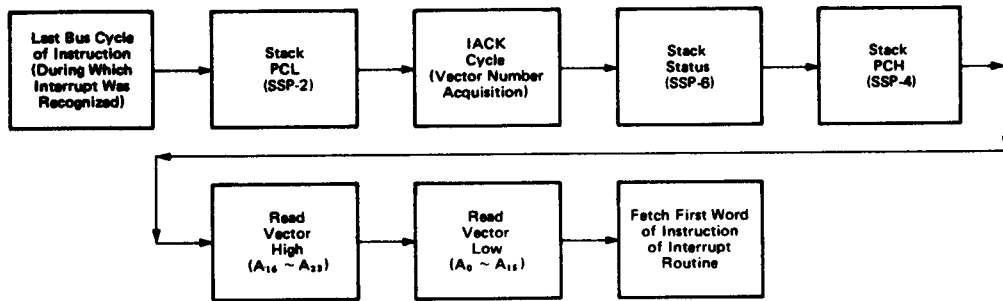 Last Bus Cycle
of Instruction
(During Which
Interrupt Was
Recognized)
Stack
PCL
(SSP-2)
IACK
Cycle
(Vector Number
Acquisition)
Stack
Status
(SSP-6)
Stack
PCH
(SSP-4)
Read
Vector
High
(A₁₆ ~ A₂₃)
Read
Vector
Low
(A₀ ~ A₁₅)
Fetch First Word
of Instruction
of Interrupt
Routine